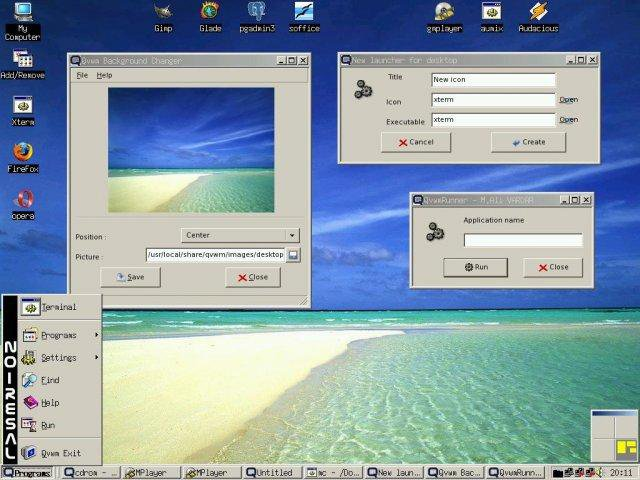 My
Computer
Gimp
Glade
pgadmin3
soffice
gmplayer
aumix
Audacious
Add/Remove
Xterm
FireFox
opera
Qvwm Background Changer
File Help
Position :
Center
Picture :
/usr/local/share/qvwm/images/desktop
Save
Close
New launcher for desktop
Title
New icon
Icon
xterm
Open
Executable
xterm
Open
Cancel
Create
QvwmRunner - M.Ali VARDAR
Application name
Run
Close
NOIRESAL
Terminal
Programs
Settings
Find
Help
Run
Qvwm Exit
Programs
cdrom - ...
MPlayer
MPlayer
Untitled
mc - /Do...
New laun...
Qvwm Bac...
QvwmRunn...
20:11